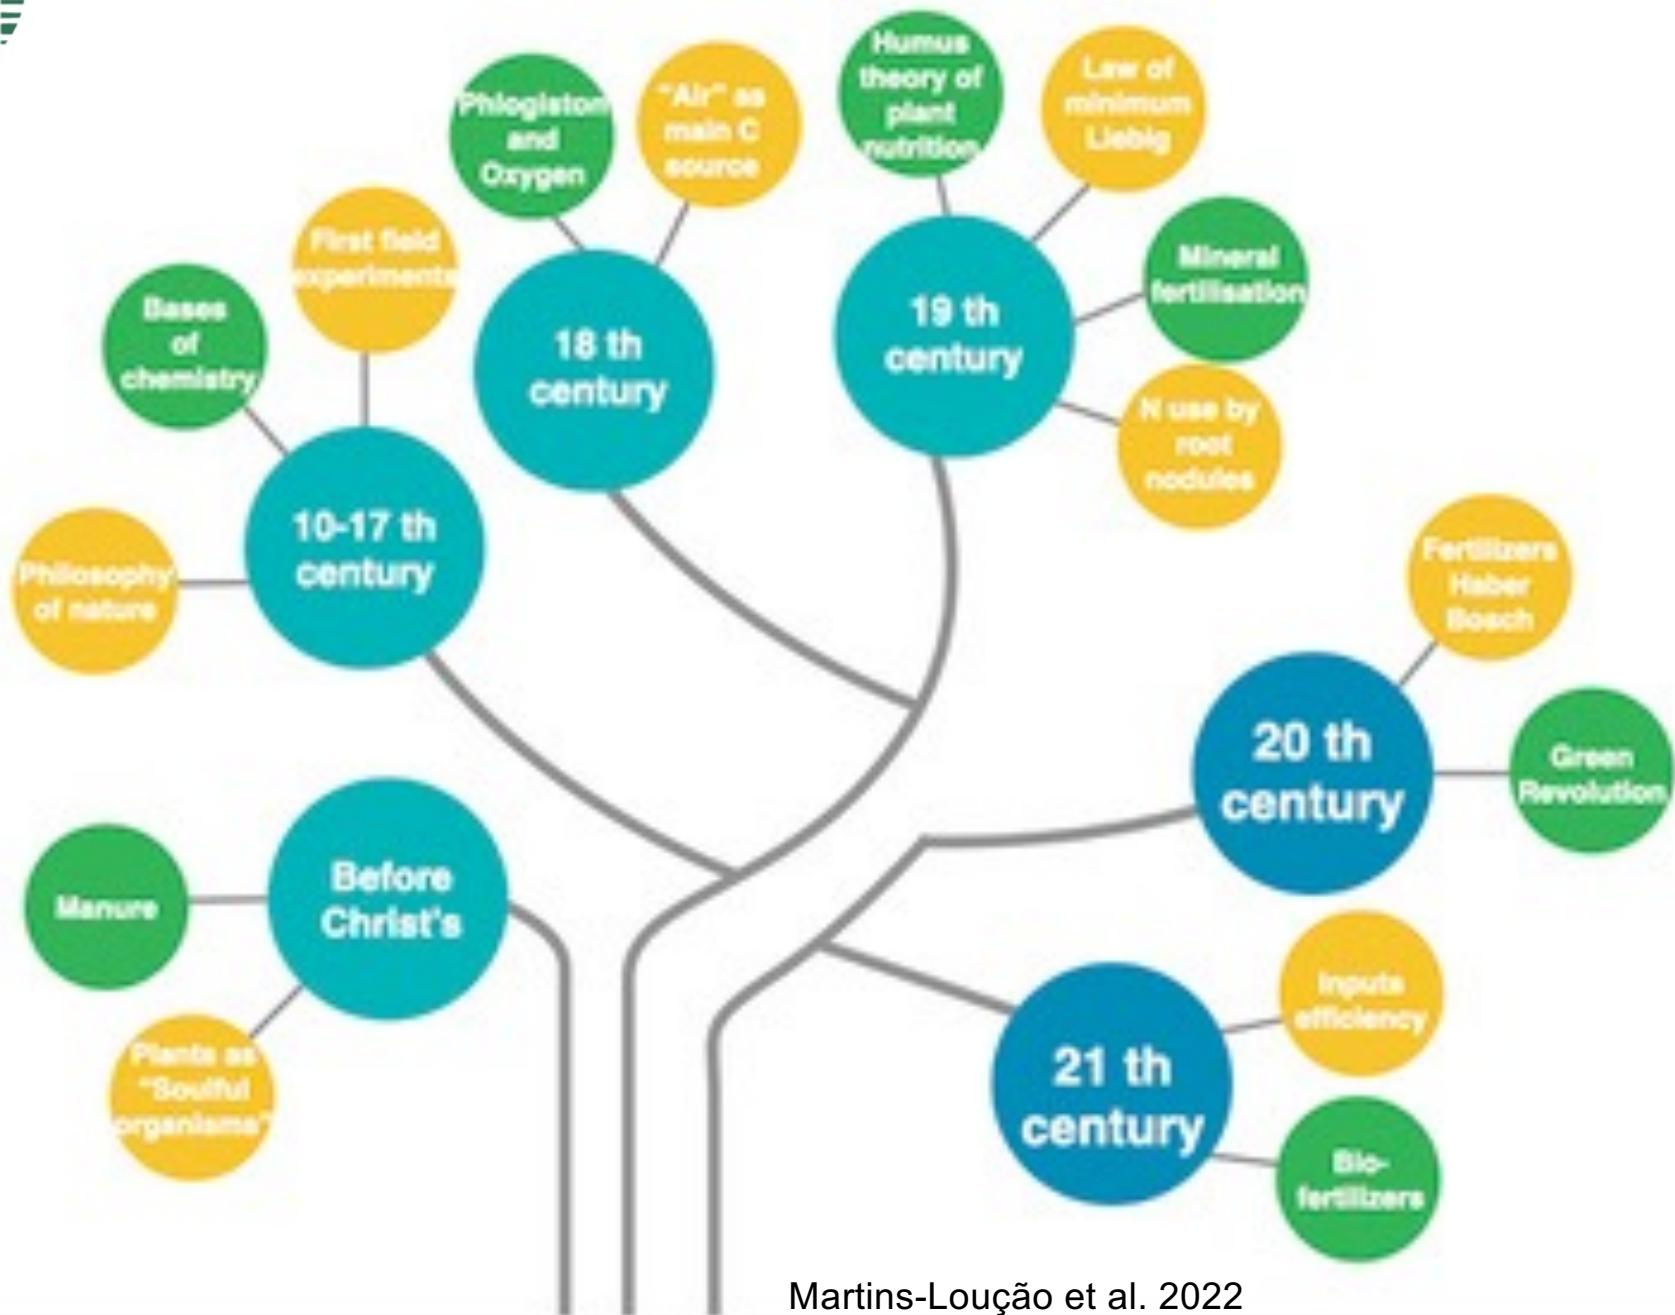 Humus
theory of
plant
nutrition
Law of
minimum
Liebig
Phlogiston
and
Oxygen
"Air" as
main C
source
First field
experiments
Bases
of
chemistry
Mineral
fertilisation
19 th
century
18 th
century
N use by
root
nodules
10-17 th
century
Philosophy
of nature
Fertilizers
Haber
Bosch
20 th
century
Green
Revolution
Before
Christ's
Manure
Plants as
"Soulful
organisms"
Inputs
efficiency
21 th
century
Bio-
fertilizers
Martins-Loução et al. 2022